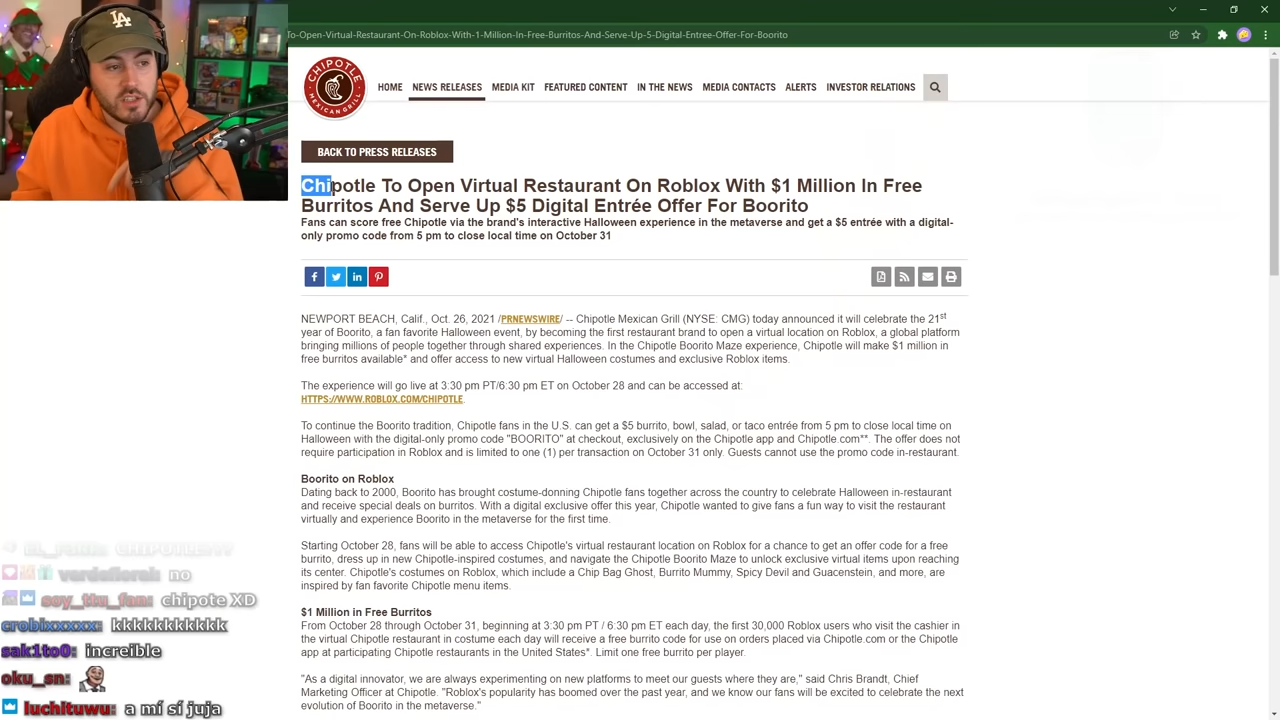 To-Open-Virtual-Restaurant-On-Roblox-With-1-Million-In-Free-Burritos-And-Serve-Up-5-Digital-Entree-Offer-For-Boorito
LA
CHIPOTLE
MEXICAN GRILL
HOME NEWS RELEASES MEDIA KIT FEATURED CONTENT IN THE NEWS MEDIA CONTACTS ALERTS INVESTOR RELATIONS
BACK TO PRESS RELEASES
Chipotle To Open Virtual Restaurant On Roblox With $1 Million In Free
Burritos And Serve Up $5 Digital Entrée Offer For Boorito
Fans can score free Chipotle via the brand's interactive Halloween experience in the metaverse and get a $5 entrée with a digital-
only promo code from 5 pm to close local time on October 31
NEWPORT BEACH, Calif., Oct. 26, 2021 /PRNEWSWIRE/ -- Chipotle Mexican Grill (NYSE: CMG) today announced it will celebrate the 21st
year of Boorito, a fan favorite Halloween event, by becoming the first restaurant brand to open a virtual location on Roblox, a global platform
bringing millions of people together through shared experiences. In the Chipotle Boorito Maze experience, Chipotle will make $1 million in
free burritos available* and offer access to new virtual Halloween costumes and exclusive Roblox items.
The experience will go live at 3:30 pm PT/6:30 pm ET on October 28 and can be accessed at:
HTTPS://WWW.ROBLOX.COM/CHIPOTLE.
To continue the Boorito tradition, Chipotle fans in the U.S. can get a $5 burrito, bowl, salad, or taco entrée from 5 pm to close local time on
Halloween with the digital-only promo code "BOORITO" at checkout, exclusively on the Chipotle app and Chipotle.com**. The offer does not
require participation in Roblox and is limited to one (1) per transaction on October 31 only. Guests cannot use the promo code in-restaurant.
Boorito on Roblox
Dating back to 2000, Boorito has brought costume-donning Chipotle fans together across the country to celebrate Halloween in-restaurant
and receive special deals on burritos. With a digital exclusive offer this year, Chipotle wanted to give fans a fun way to visit the restaurant
virtually and experience Boorito in the metaverse for the first time.
Starting October 28, fans will be able to access Chipotle's virtual restaurant location on Roblox for a chance to get an offer code for a free
burrito, dress up in new Chipotle-inspired costumes, and navigate the Chipotle Boorito Maze to unlock exclusive virtual items upon reaching
its center. Chipotle's costumes on Roblox, which include a Chip Bag Ghost, Burrito Mummy, Spicy Devil and Guacenstein, and more, are
inspired by fan favorite Chipotle menu items.
$1 Million in Free Burritos
From October 28 through October 31, beginning at 3:30 pm PT / 6:30 pm ET each day, the first 30,000 Roblox users who visit the cashier in
the virtual Chipotle restaurant in costume each day will receive a free burrito code for use on orders placed via Chipotle.com or the Chipotle
app at participating Chipotle restaurants in the United States*. Limit one free burrito per player.
"As a digital innovator, we are always experimenting on new platforms to meet our guests where they are," said Chris Brandt, Chief
Marketing Officer at Chipotle. "Roblox's popularity has boomed over the past year, and we know our fans will be excited to celebrate the next
evolution of Boorito in the metaverse."
no
soy_ttu_fan: chipote XD
crobixxxxx: kkkkkkkkkkk
sak1to0: increible
oku_sn:
luchituwu: a mí sí juja